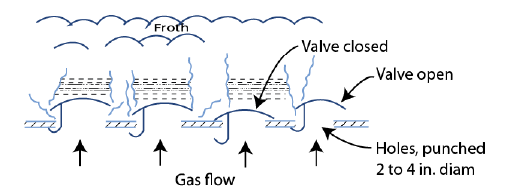 Froth
Valve closed
Valve open
Holes, punched
2 to 4 in. diam
Gas flow